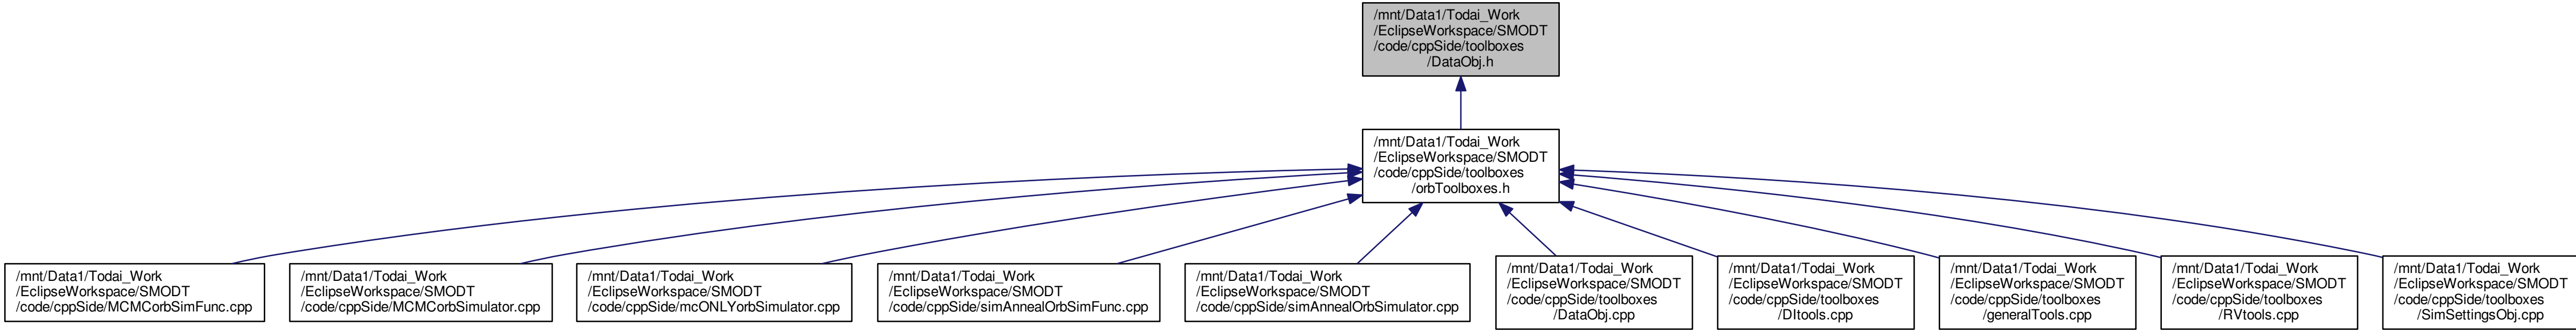 /mnt/Data1/Todai_Work
/EclipseWorkspace/SMODT
/code/cppSide/toolboxes
/DataObj.h
/mnt/Data1/Todai_Work
/EclipseWorkspace/SMODT
/code/cppSide/toolboxes
/orbToolboxes.h
/mnt/Data1/Todai_Work
/EclipseWorkspace/SMODT
/code/cppSide/MCMCorbSimFunc.cpp
/mnt/Data1/Todai_Work
/EclipseWorkspace/SMODT
/code/cppSide/MCMCorbSimulator.cpp
/mnt/Data1/Todai_Work
/EclipseWorkspace/SMODT
/code/cppSide/mcONLYorbSimulator.cpp
/mnt/Data1/Todai_Work
/EclipseWorkspace/SMODT
/code/cppSide/simAnnealOrbSimFunc.cpp
/mnt/Data1/Todai_Work
/EclipseWorkspace/SMODT
/code/cppSide/simAnnealOrbSimulator.cpp
/mnt/Data1/Todai_Work
/EclipseWorkspace/SMODT
/code/cppSide/toolboxes
/DataObj.cpp
/mnt/Data1/Todai_Work
/EclipseWorkspace/SMODT
/code/cppSide/toolboxes
/DItools.cpp
/mnt/Data1/Todai_Work
/EclipseWorkspace/SMODT
/code/cppSide/toolboxes
/generalTools.cpp
/mnt/Data1/Todai_Work
/EclipseWorkspace/SMODT
/code/cppSide/toolboxes
/RVtools.cpp
/mnt/Data1/Todai_Work
/EclipseWorkspace/SMODT
/code/cppSide/toolboxes
/SimSettingsObj.cpp